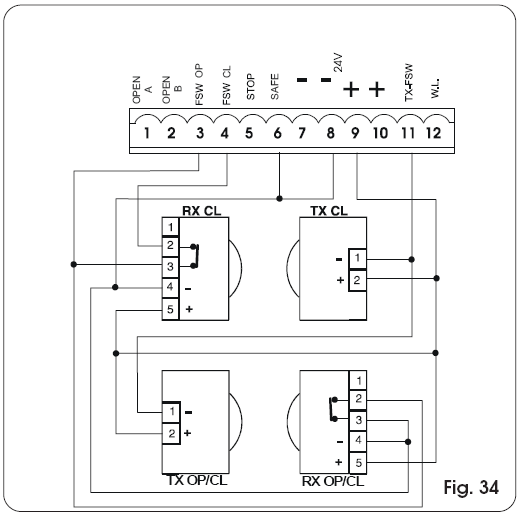 OPEN A
OPEN B
FSW OP
FSW CL
STOP
SAFE
-
-
24V
+
+
TX-FSW
W.L.
1 2 3 4 5 6 7 8 9 10 11 12
RX CL
TX CL
1
2
3
4 -
5 +
- 1
+ 2
1 -
2 +
1
2
3
- 4
+ 5
TX OP/CL
RX OP/CL
Fig. 34